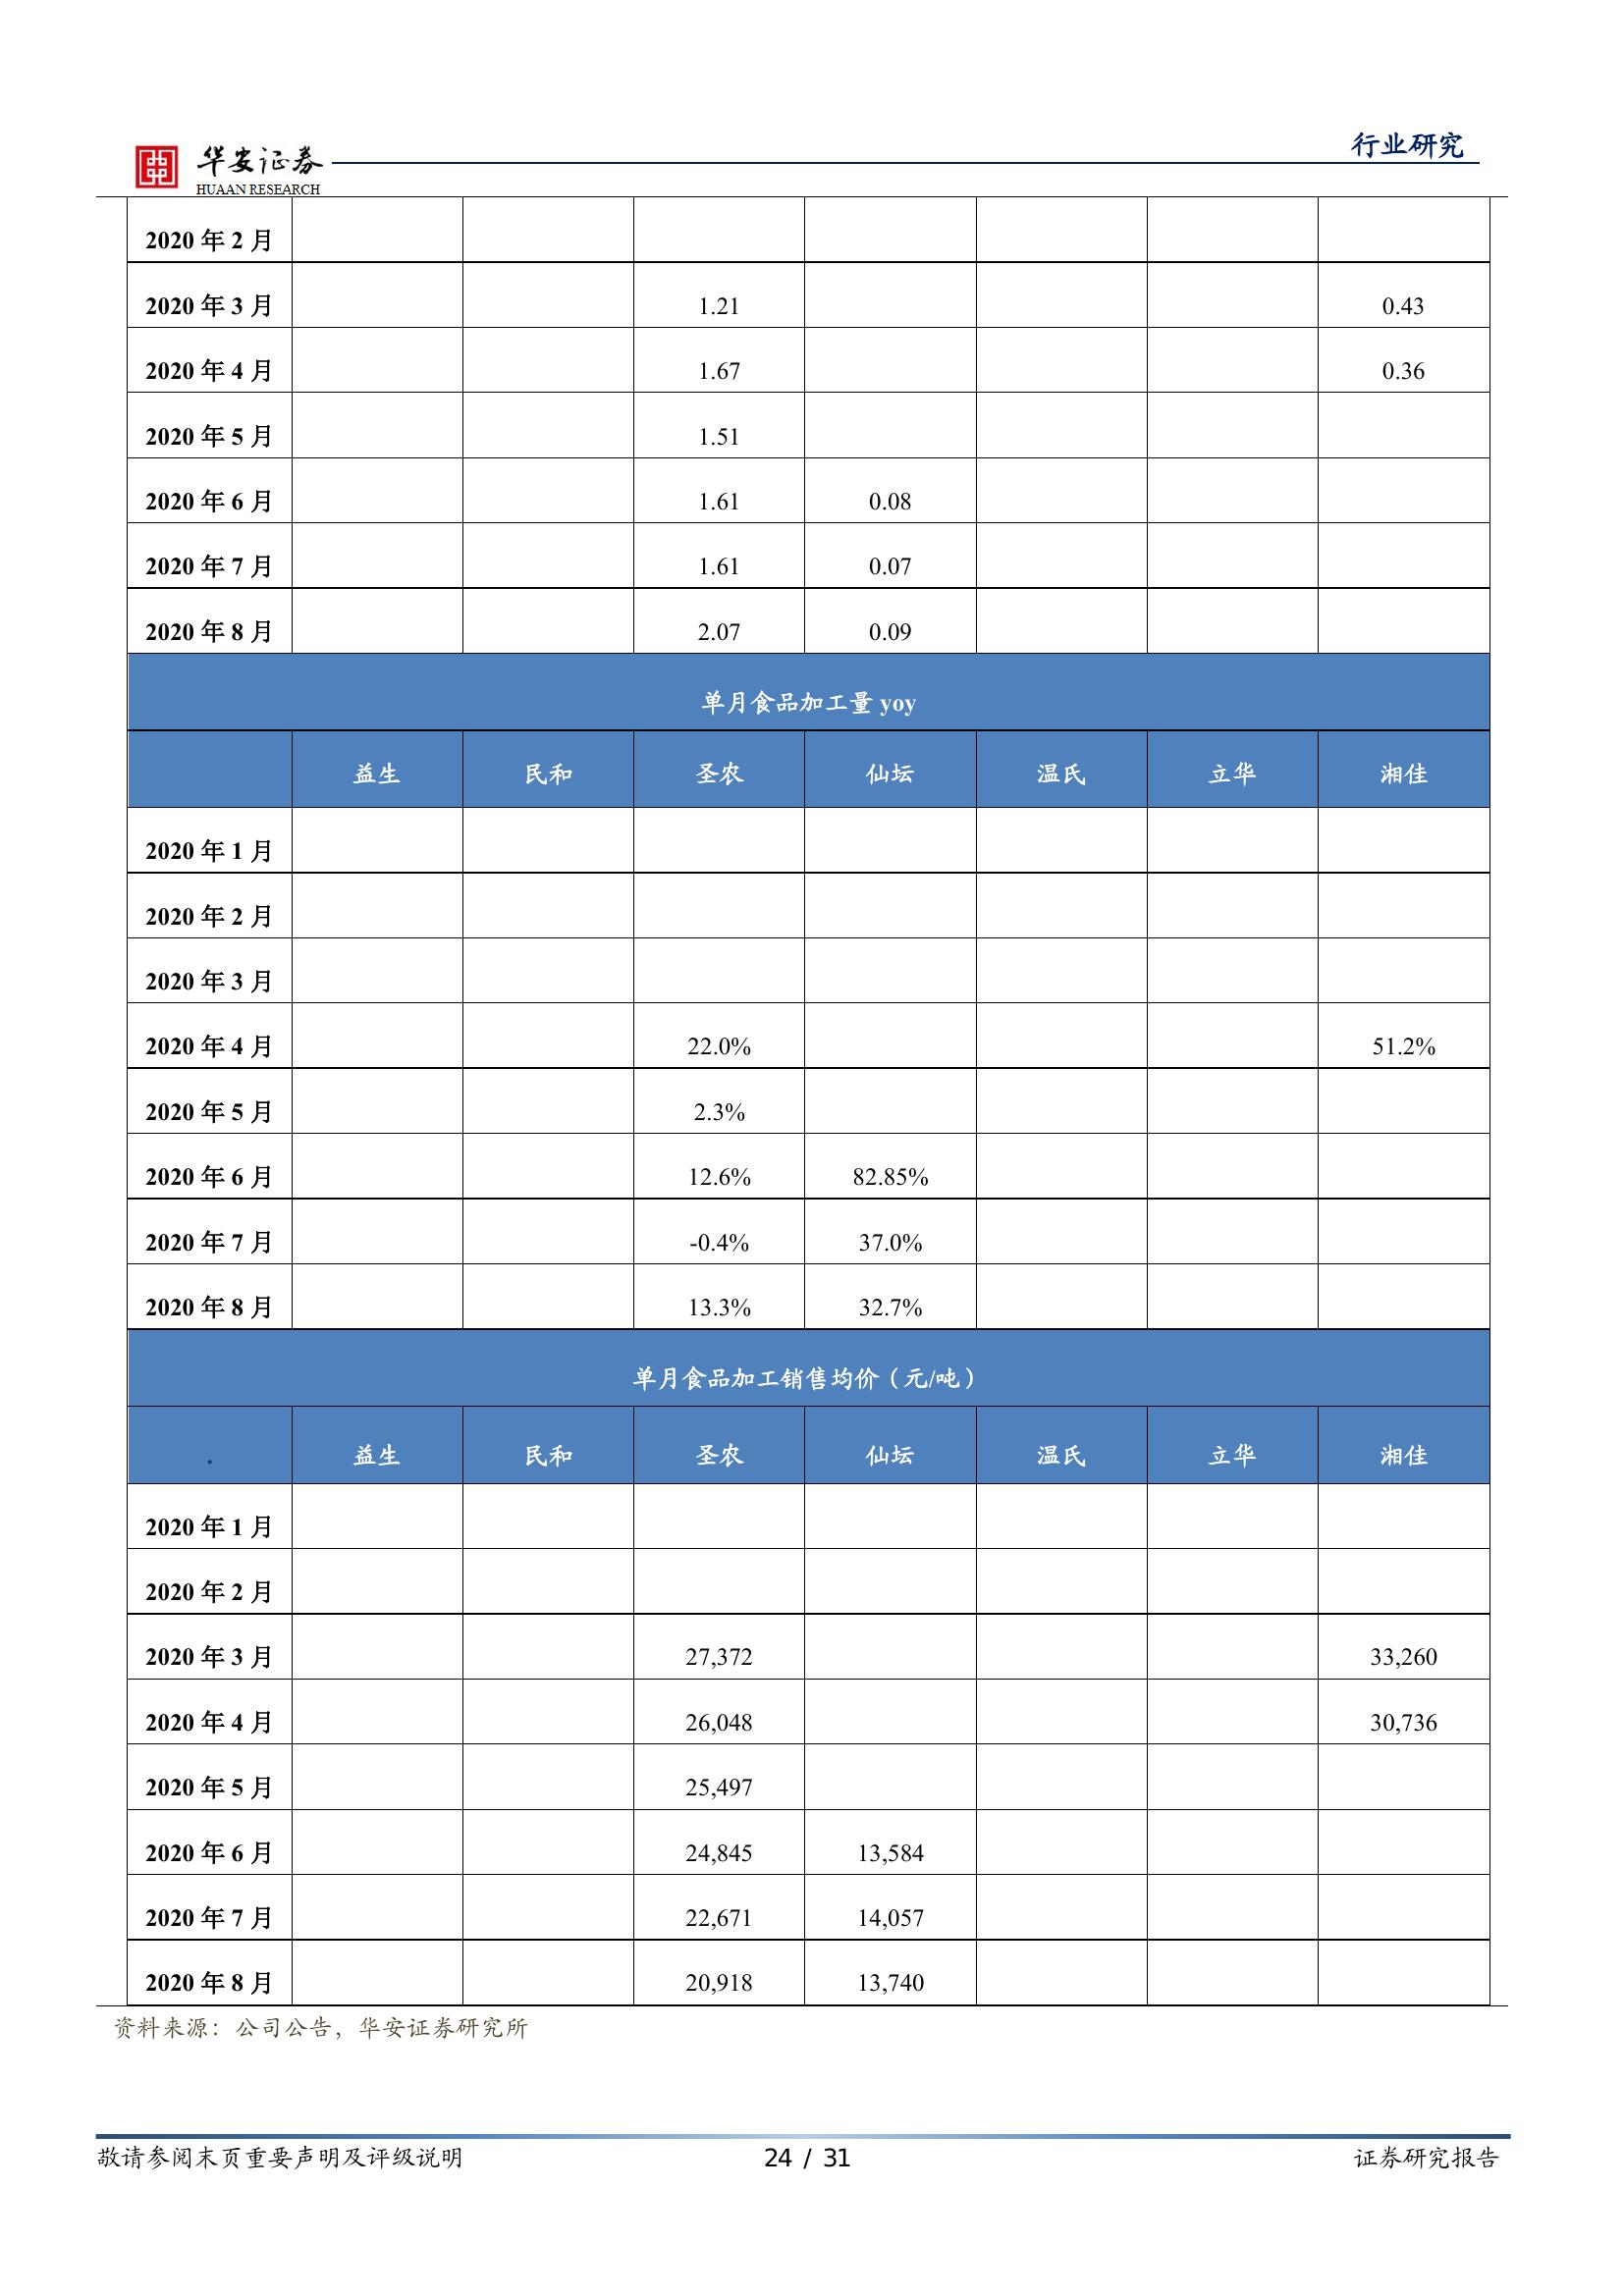 行业研究
华安证券
HUAAN RESEARCH
2020 年 2 月
2020 年 3 月 1.21 0.43
2020 年 4 月 1.67 0.36
2020 年 5 月 1.51
2020 年 6 月 1.61 0.08
2020 年 7 月 1.61 0.07
2020 年 8 月 2.07 0.09
单月食品加工量 yoy
益生 民和 圣农 仙坛 温氏 立华 湘佳
2020 年 1 月
2020 年 2 月
2020 年 3 月
2020 年 4 月 22.0% 51.2%
2020 年 5 月 2.3%
2020 年 6 月 12.6% 82.85%
2020 年 7 月 -0.4% 37.0%
2020 年 8 月 13.3% 32.7%
单月食品加工销售均价（元/吨）
. 益生 民和 圣农 仙坛 温氏 立华 湘佳
2020 年 1 月
2020 年 2 月
2020 年 3 月 27,372 33,260
2020 年 4 月 26,048 30,736
2020 年 5 月 25,497
2020 年 6 月 24,845 13,584
2020 年 7 月 22,671 14,057
2020 年 8 月 20,918 13,740
资料来源：公司公告，华安证券研究所
敬请参阅末页重要声明及评级说明 24 / 31 证券研究报告